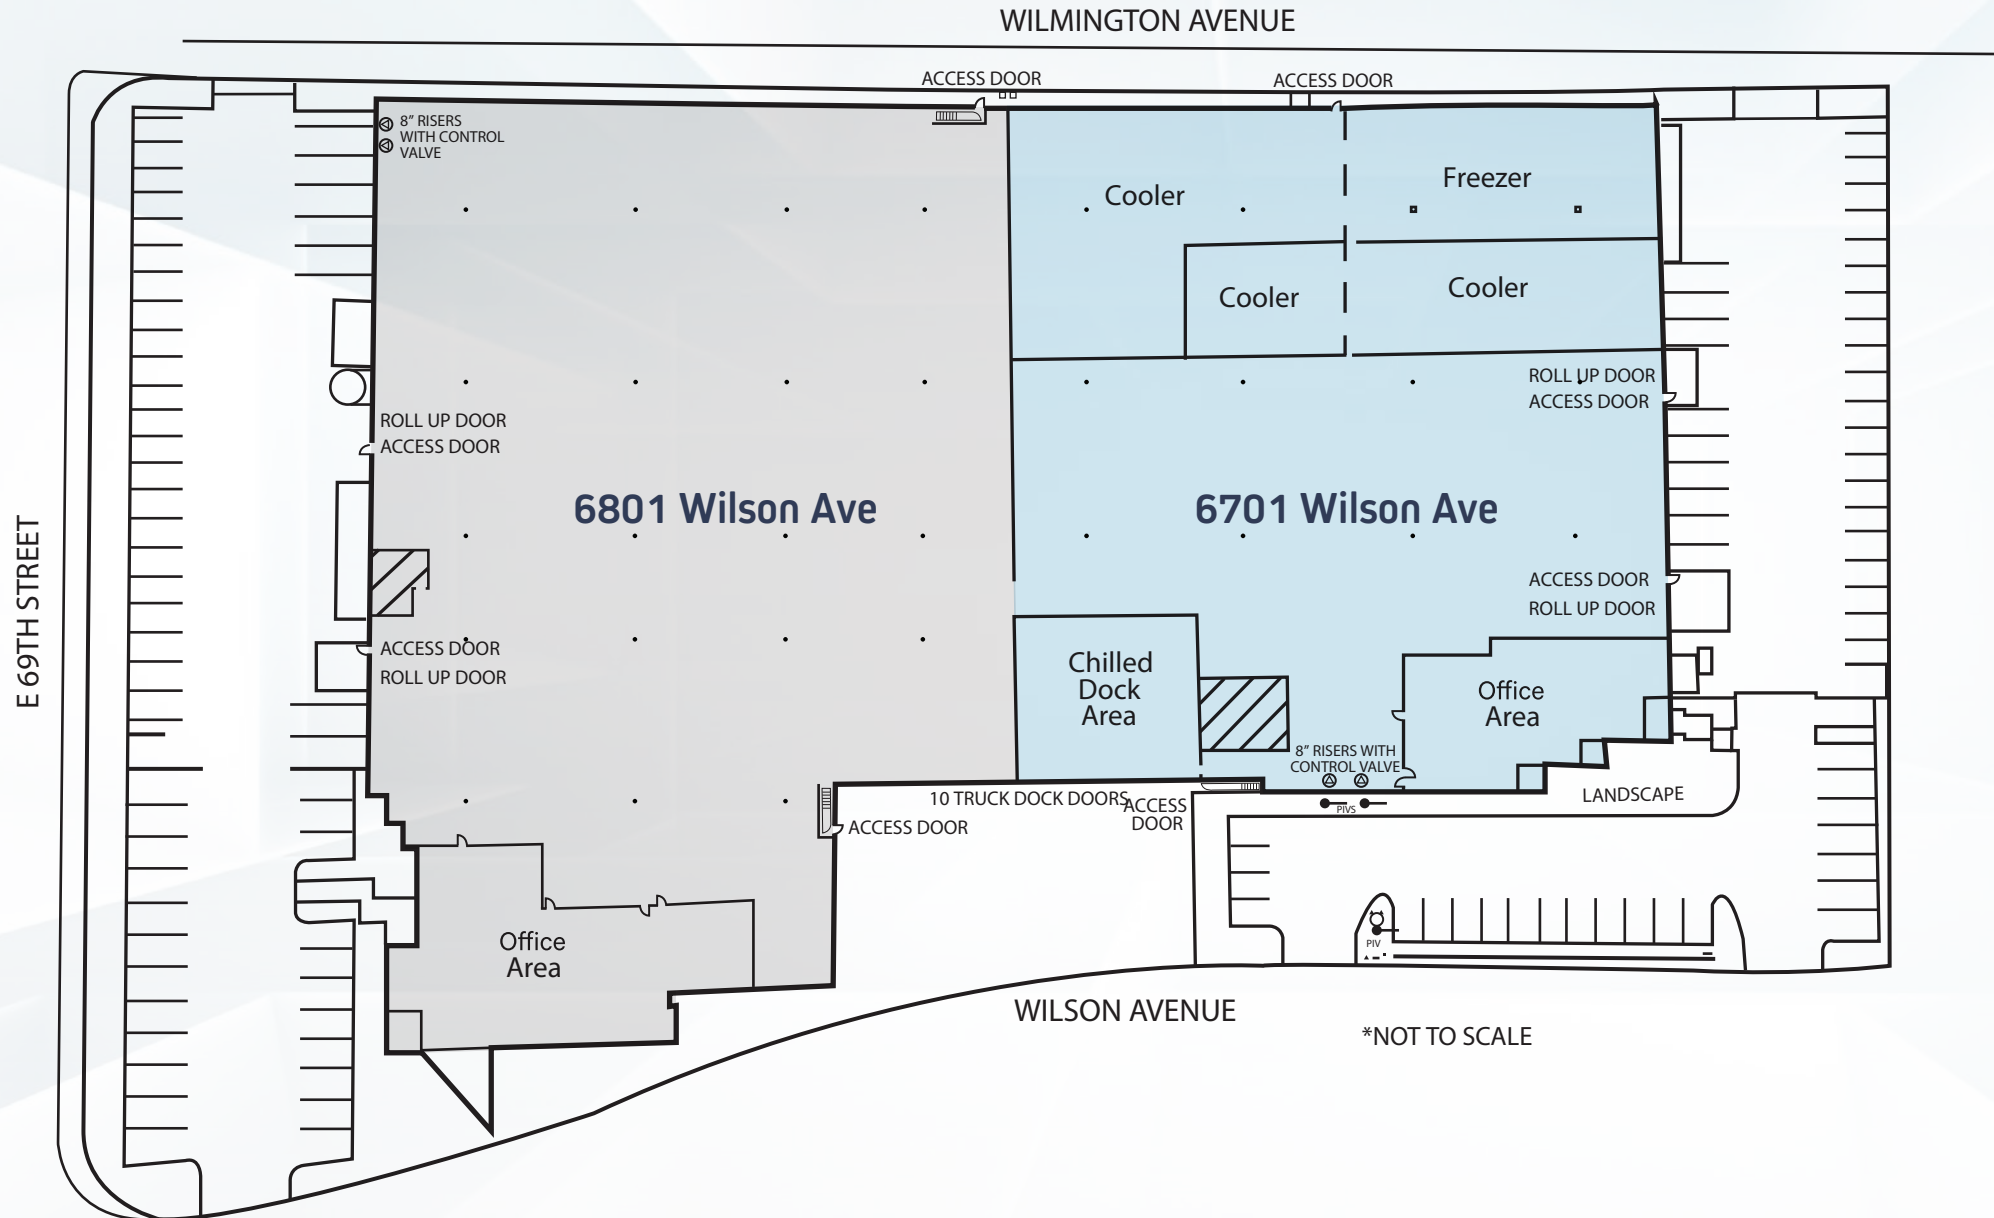 WILMINGTON AVENUE
ACCESS DOOR
ACCESS DOOR
8” RISERS
WITH CONTROL
VALVE
Freezer
Cooler
Cooler
Cooler
ROLL UP DOOR
ACCESS DOOR
ROLL UP DOOR
ACCESS DOOR
6801 Wilson Ave
6701 Wilson Ave
E 69TH STREET
ACCESS DOOR
ROLL UP DOOR
ACCESS DOOR
ROLL UP DOOR
Chilled
Dock
Area
Office
Area
8” RISERS WITH
CONTROL VALVE
10 TRUCK DOCK DOORS
ACCESS
DOOR
PIVS
LANDSCAPE
ACCESS DOOR
Office
Area
PIV
WILSON AVENUE
*NOT TO SCALE